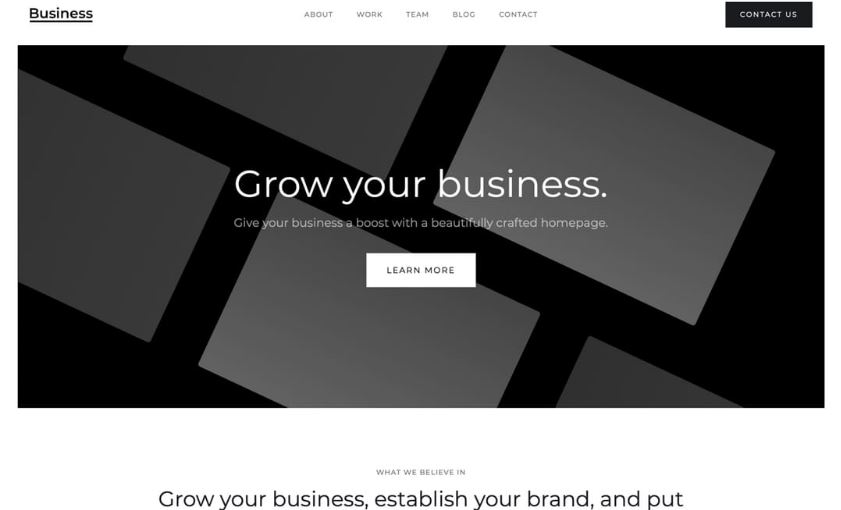 Business
ABOUT
WORK
TEAM
BLOG
CONTACT
CONTACT US
Grow your business.
Give your business a boost with a beautifully crafted homepage.
LEARN MORE
WHAT WE BELIEVE IN
Grow your business, establish your brand, and put